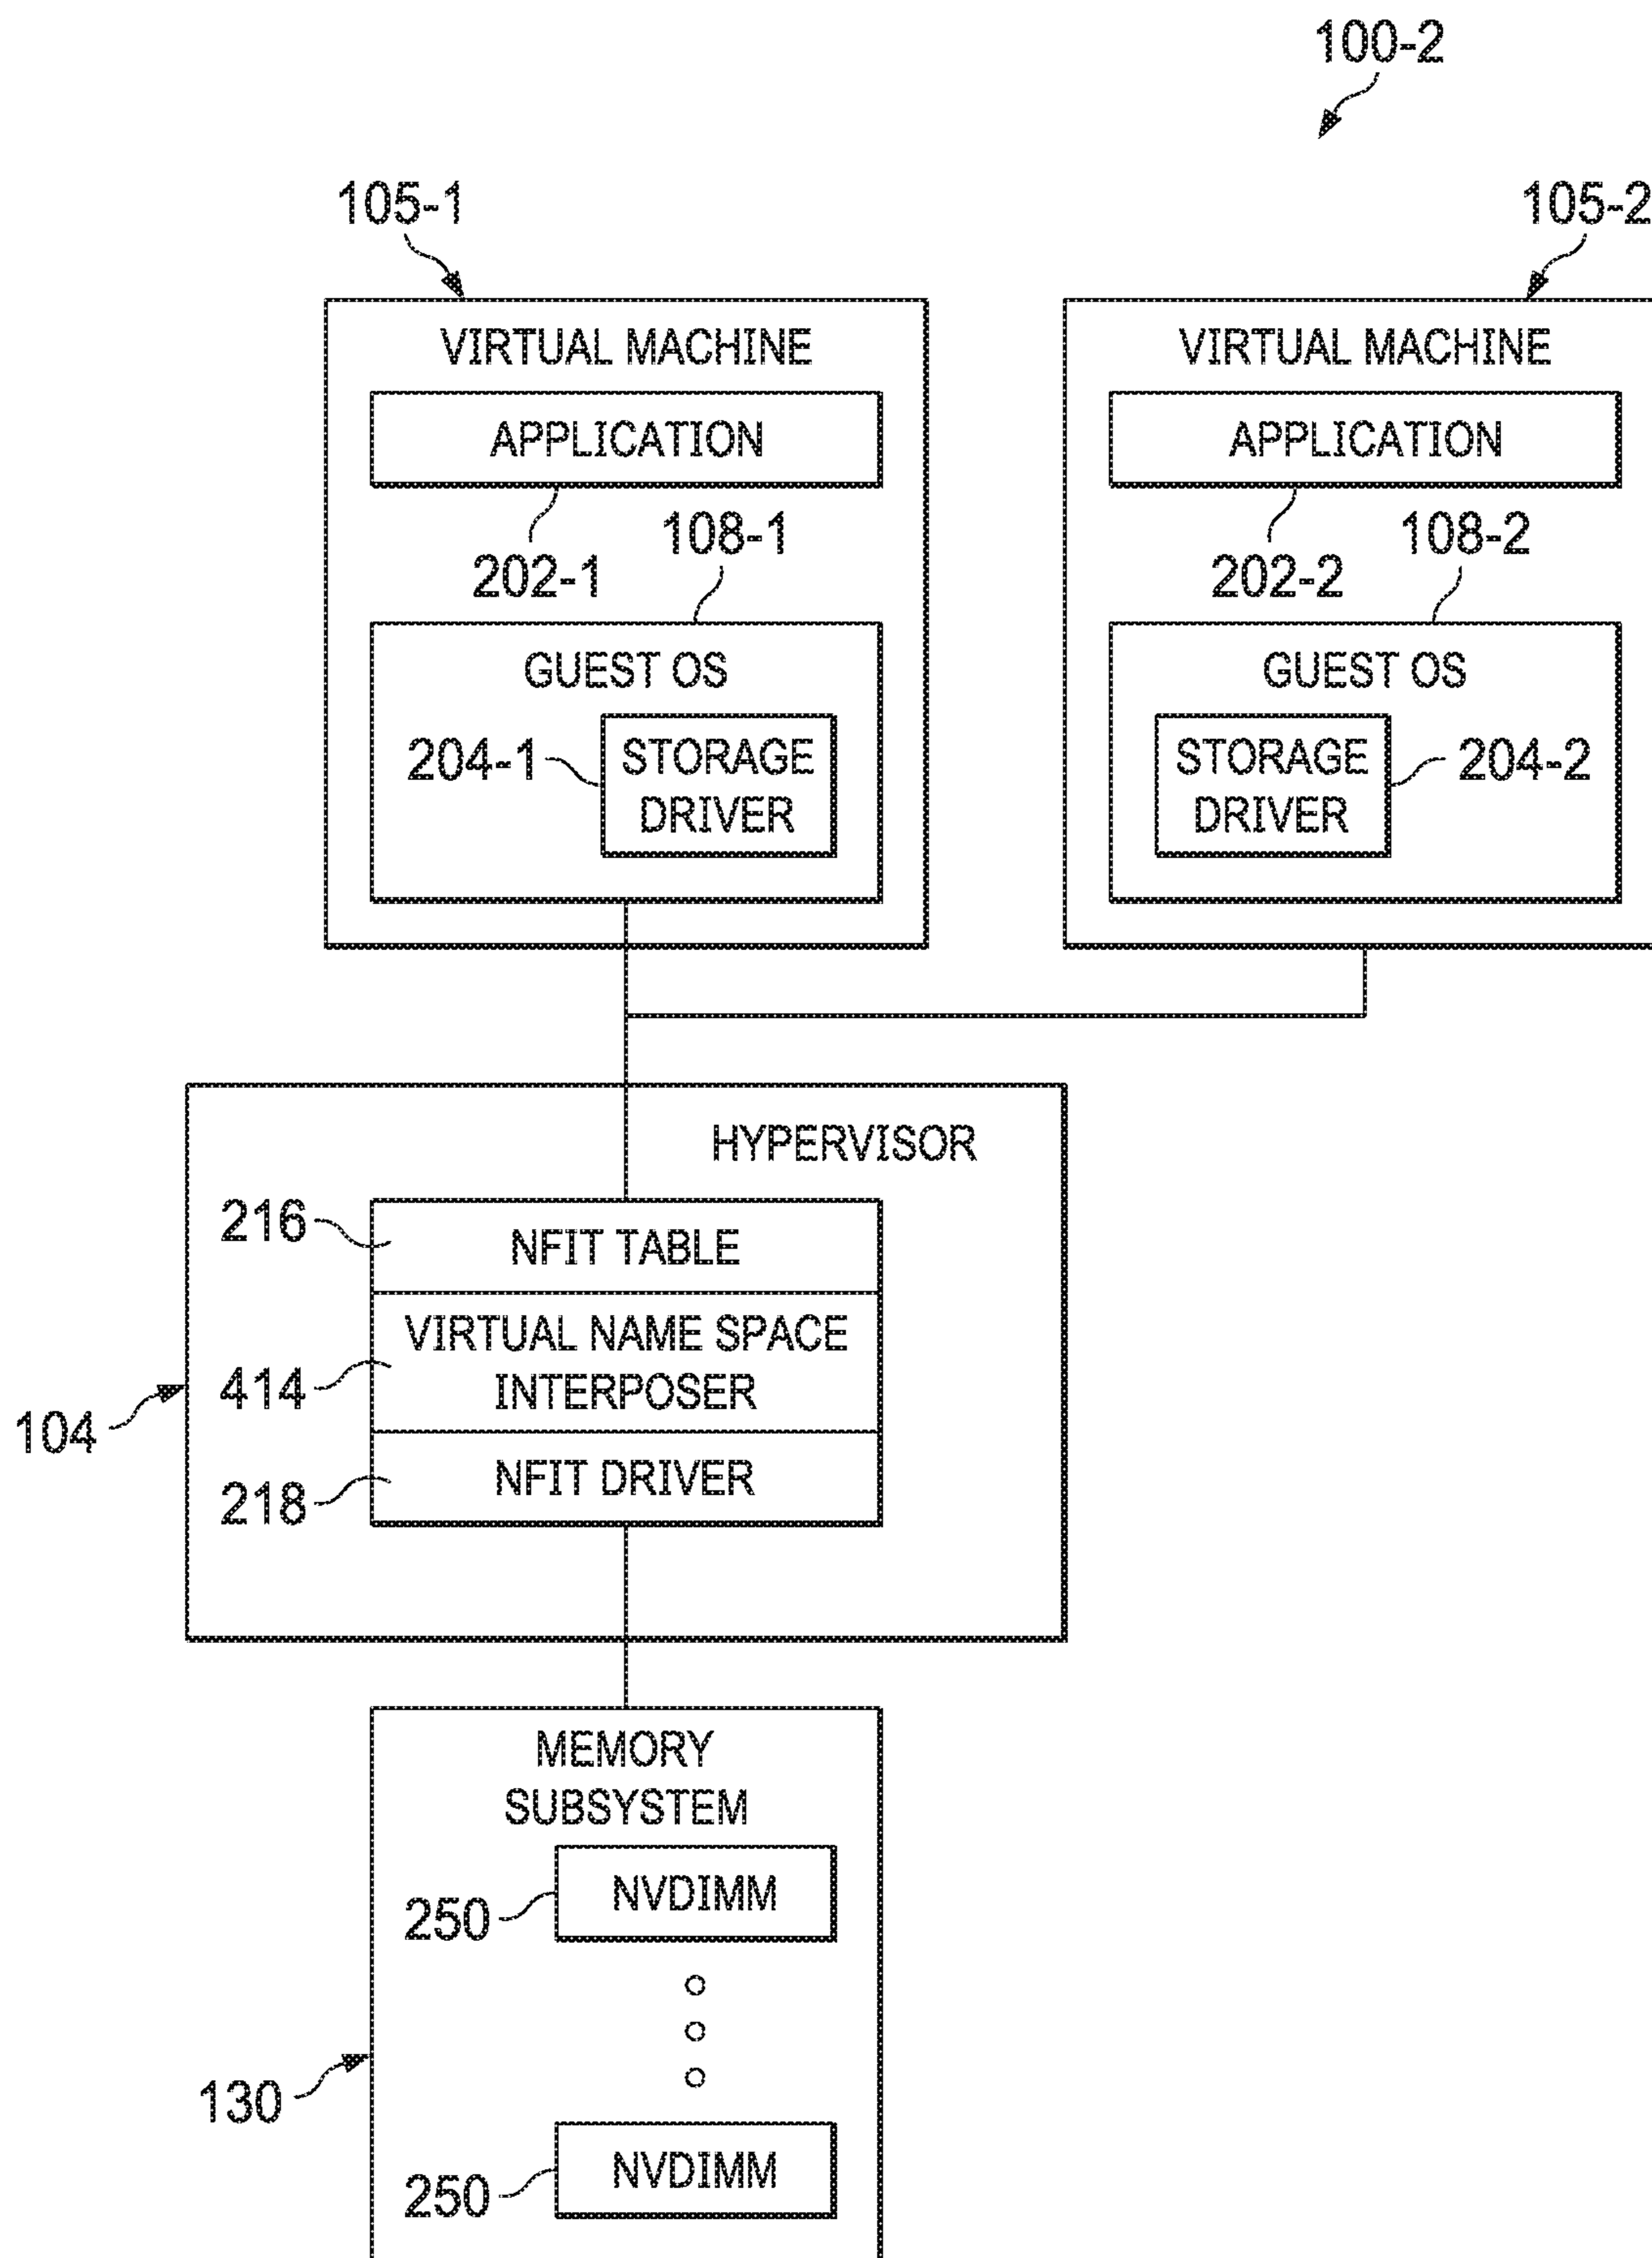 100-2
105-1
105-2
VIRTUAL MACHINE
VIRTUAL MACHINE
APPLICATION
APPLICATION
202-1
108-1
202-2
108-2
GUEST OS
GUEST OS
204-1
STORAGE
DRIVER
STORAGE
DRIVER
204-2
HYPERVISOR
216
NFIT TABLE
VIRTUAL NAME SPACE
INTERPOSER
414
104
NFIT DRIVER
218
MEMORY
SUBSYSTEM
NVDIMM
250
130
NVDIMM
250